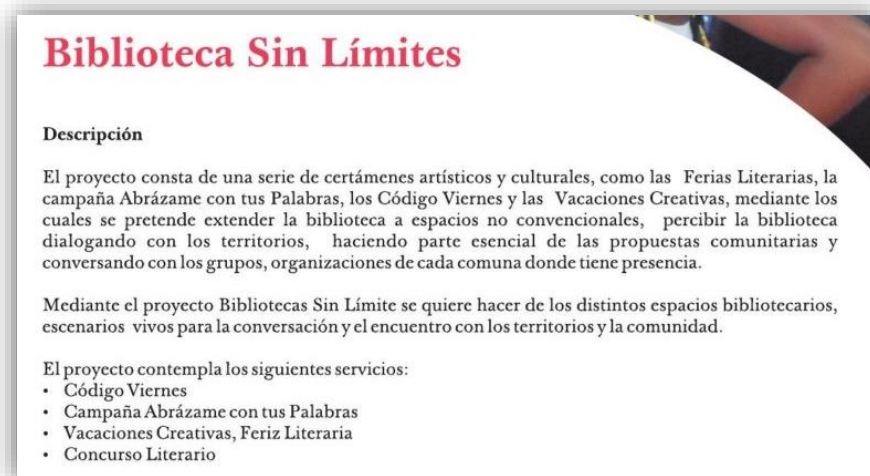 Biblioteca Sin Límites
Descripción
El proyecto consta de una serie de certámenes artísticos y culturales, como las Ferias Literarias, la
campaña Abrázame con tus Palabras, los Código Viernes y las Vacaciones Creativas, mediante los
cuales se pretende extender la biblioteca a espacios no convencionales, percibir la biblioteca
dialogando con los territorios, haciendo parte esencial de las propuestas comunitarias y
conversando con los grupos, organizaciones de cada comuna donde tiene presencia.
Mediante el proyecto Bibliotecas Sin Límite se quiere hacer de los distintos espacios bibliotecarios,
escenarios vivos para la conversación y el encuentro con los territorios y la comunidad.
El proyecto contempla los siguientes servicios:
• Código Viernes
• Campaña Abrázame con tus Palabras
• Vacaciones Creativas, Feriz Literaria
• Concurso Literario